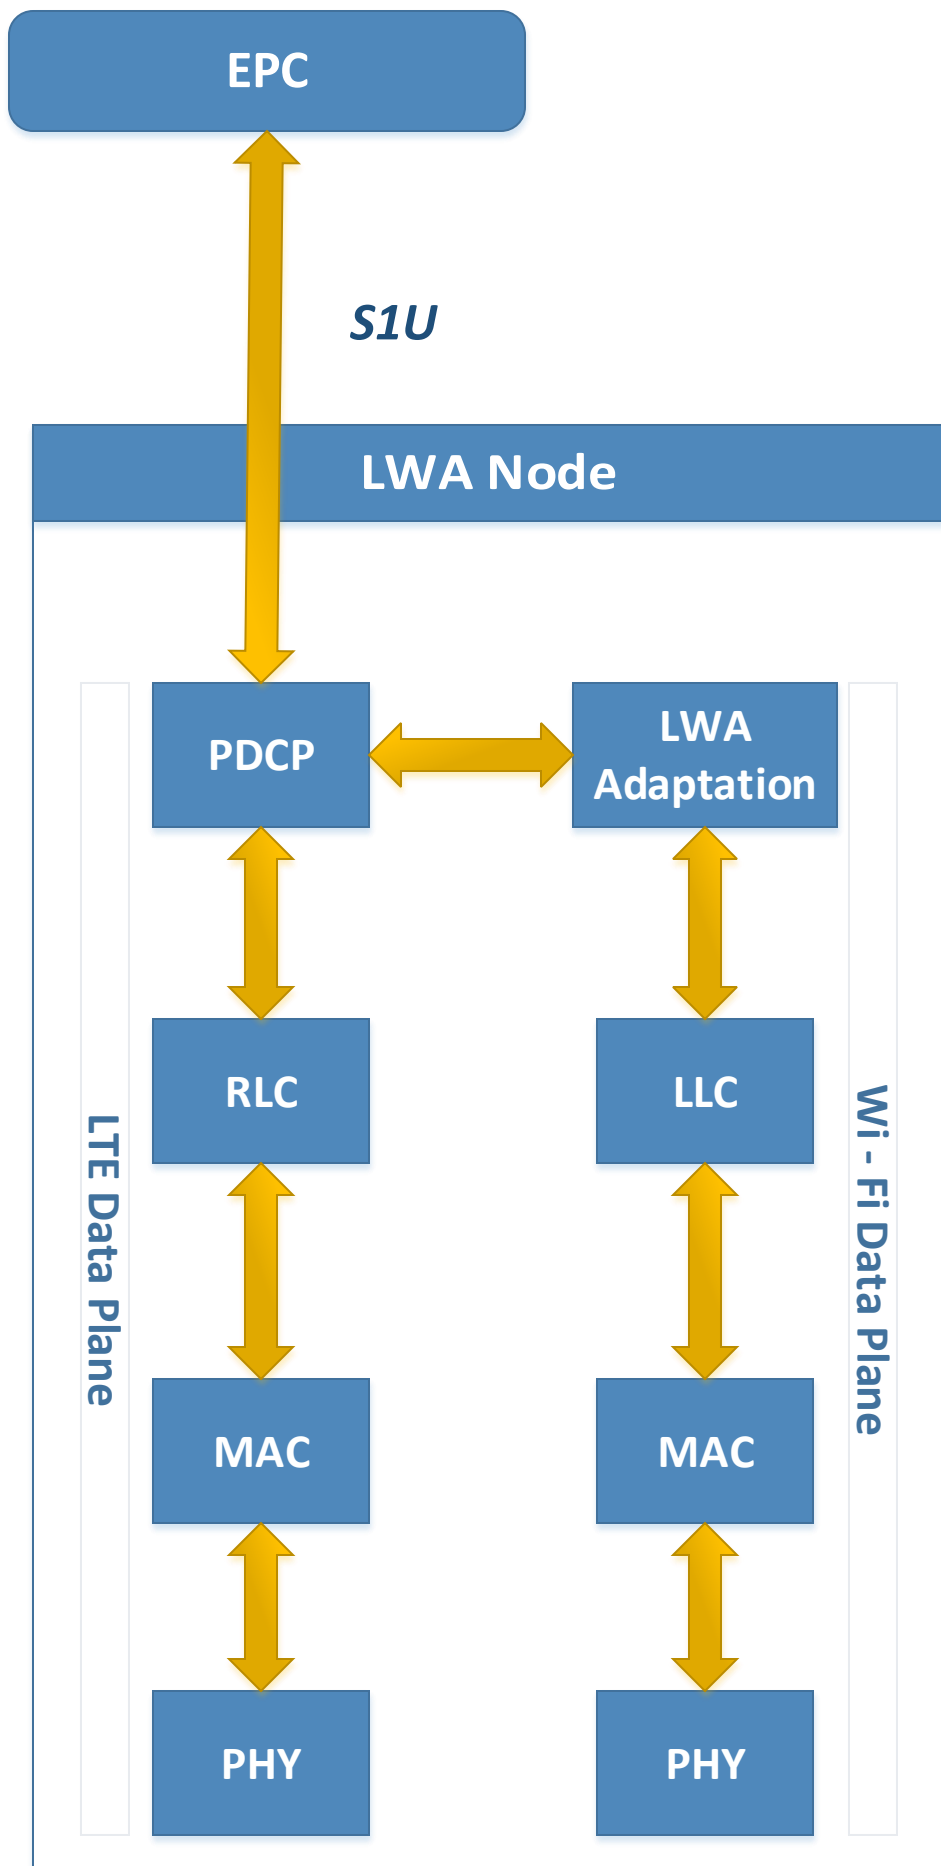 EPC
S1U
LWA Node
PDCP
LWA
Adaptation
RLC
LLC
LTE Data Plane
Wi - Fi Data Plane
MAC
MAC
PHY
PHY